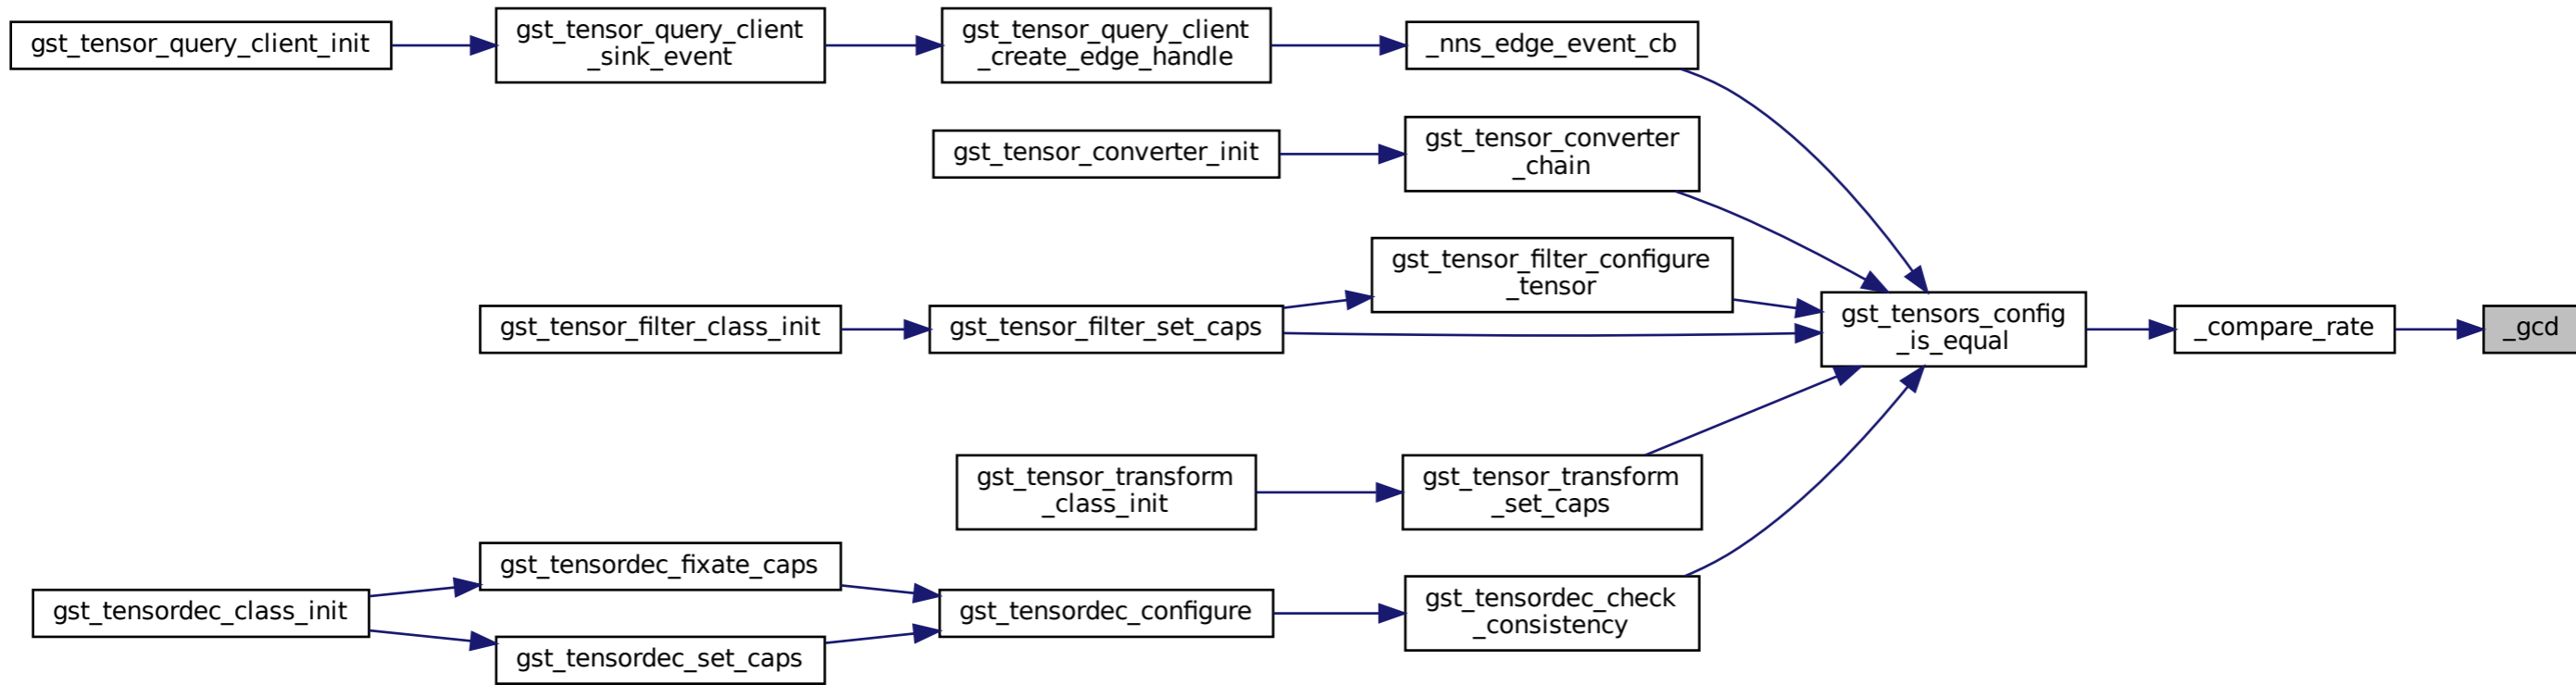 gst_tensor_query_client_init
gst_tensor_query_client
_sink_event
gst_tensor_query_client
_create_edge_handle
_nns_edge_event_cb
gst_tensor_converter_init
gst_tensor_converter
_chain
gst_tensor_filter_class_init
gst_tensor_filter_set_caps
gst_tensor_filter_configure
_tensor
gst_tensors_config
_is_equal
_compare_rate
_gcd
gst_tensor_transform
_class_init
gst_tensor_transform
_set_caps
gst_tensordec_class_init
gst_tensordec_fixate_caps
gst_tensordec_set_caps
gst_tensordec_configure
gst_tensordec_check
_consistency